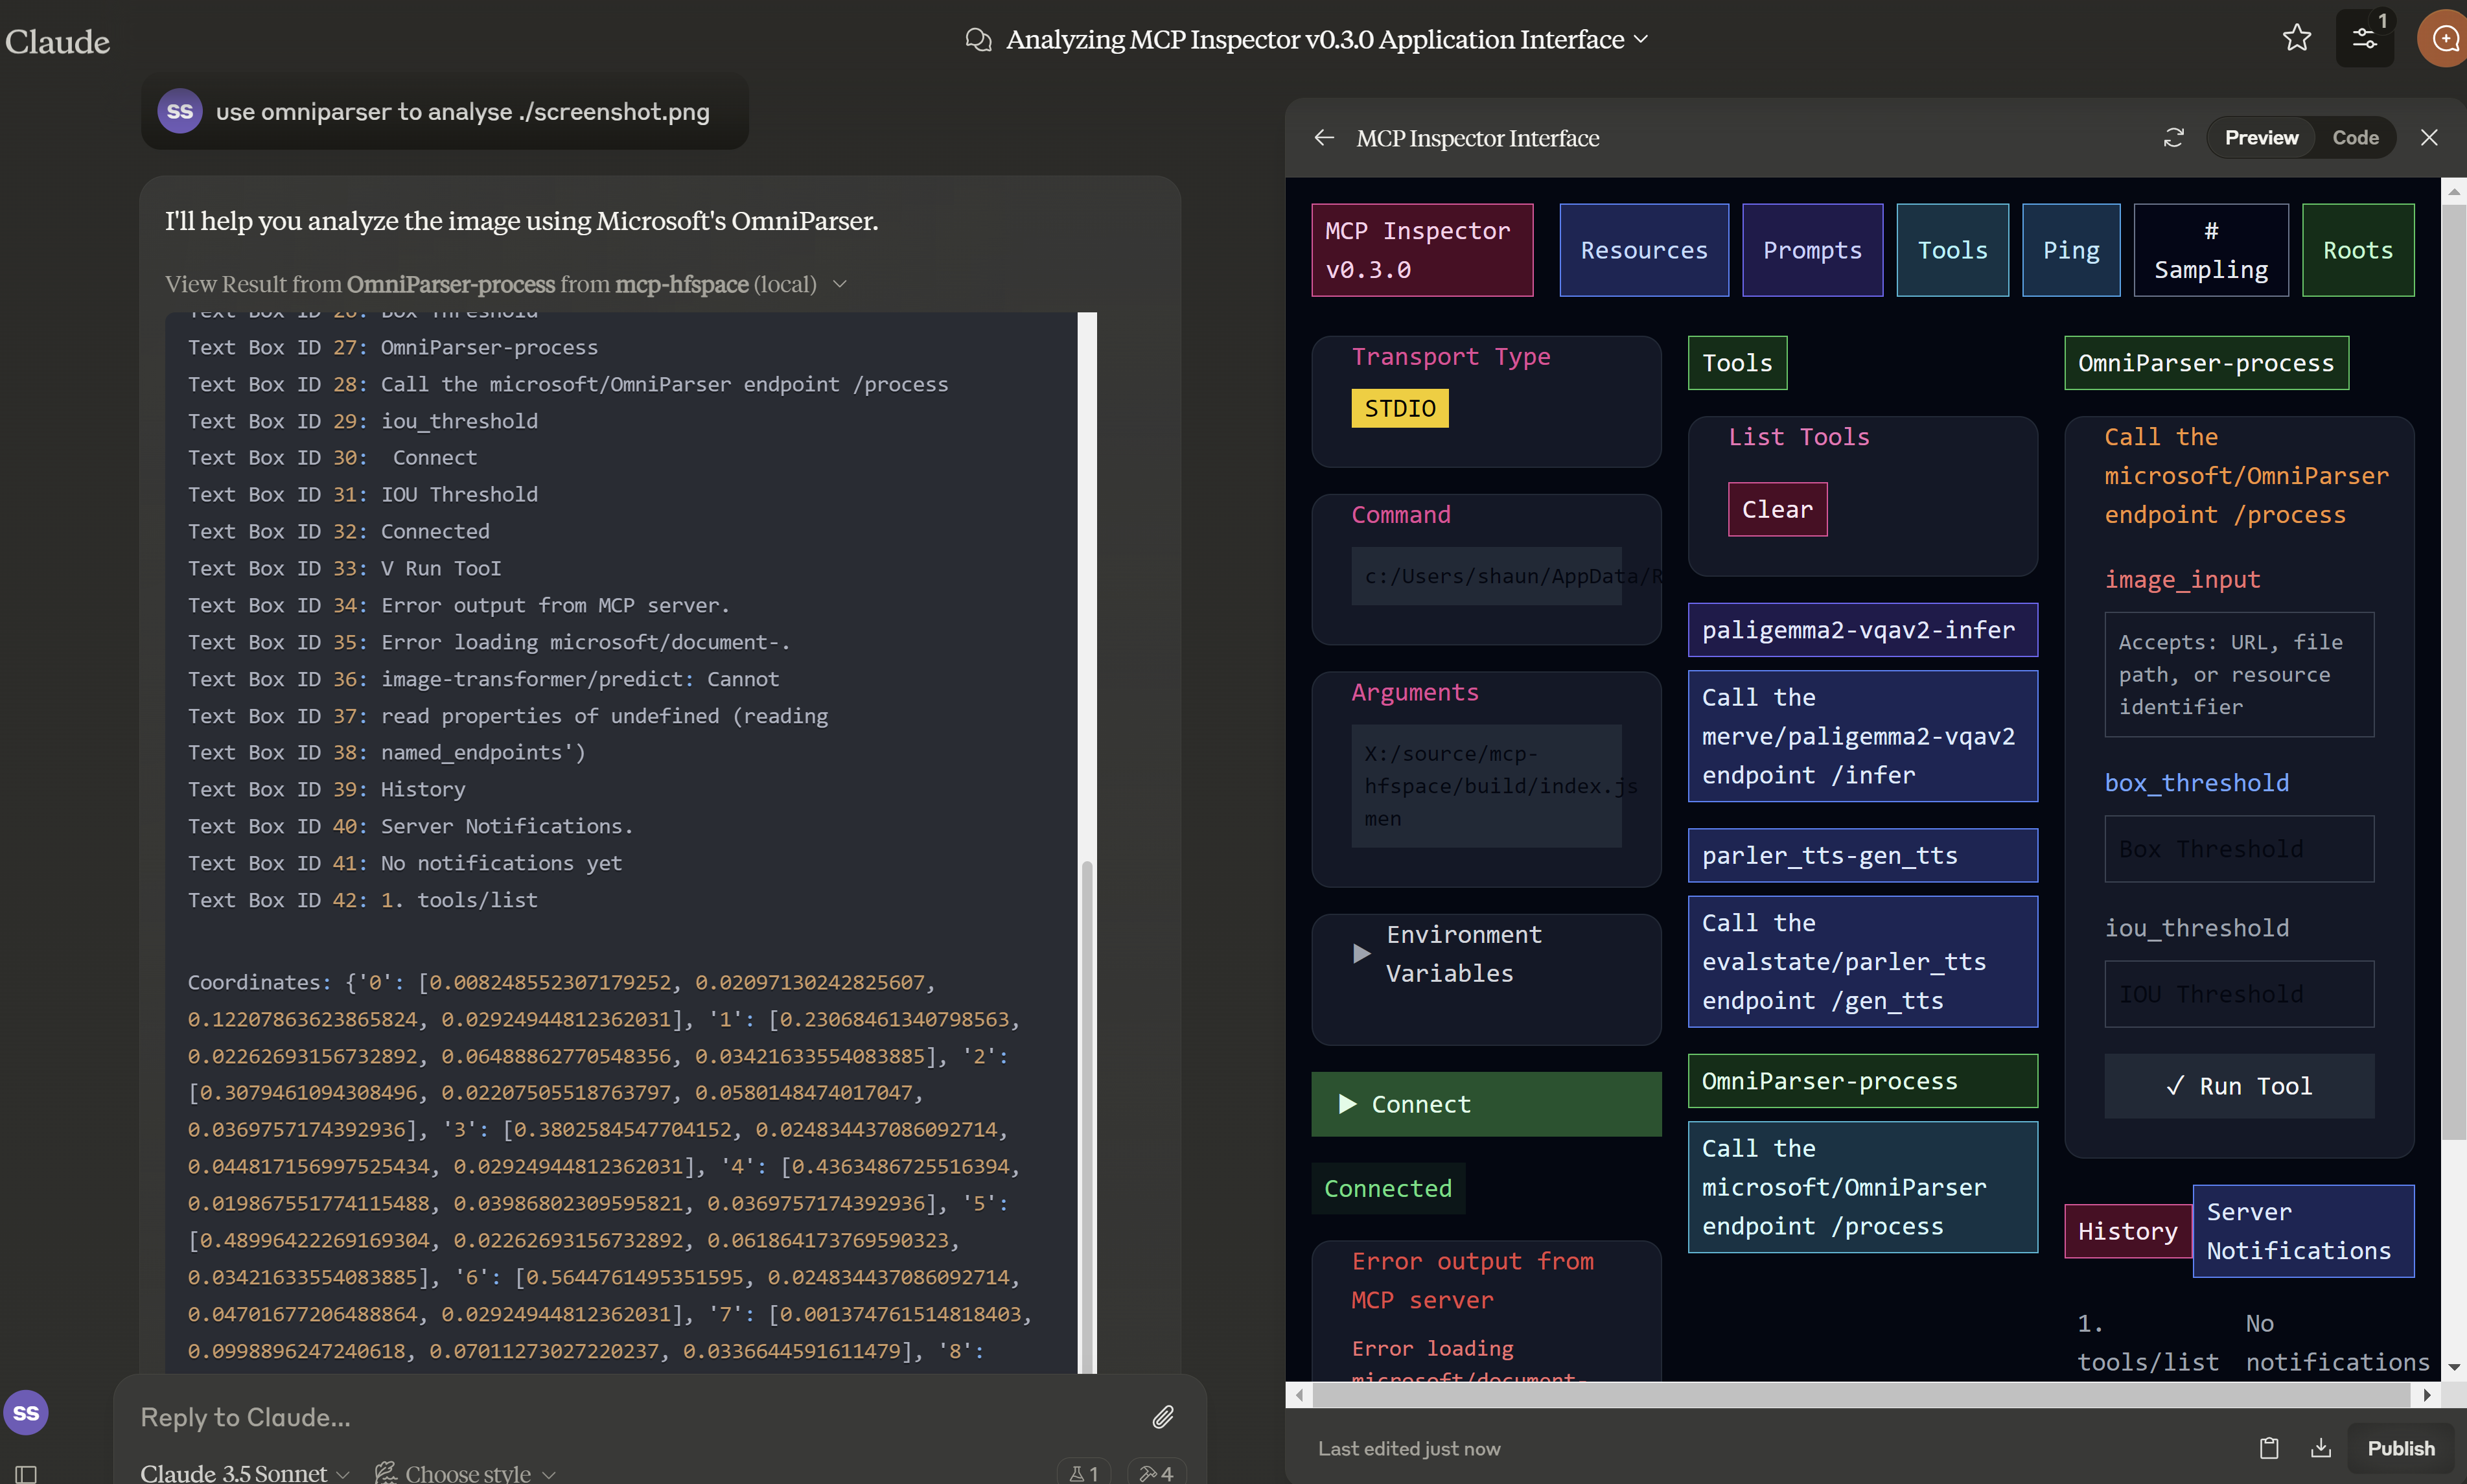 Claude
Analyzing MCP Inspector v0.3.0 Application Interface
1
SS
use omniparser to analyse ./screenshot.png
I'll help you analyze the image using Microsoft's OmniParser.
View Result from OmniParser-process from mcp-hfspace (local)
Text Box ID 26: Box Threshold
Text Box ID 27: OmniParser-process
Text Box ID 28: Call the microsoft/OmniParser endpoint /process
Text Box ID 29: iou_threshold
Text Box ID 30:  Connect
Text Box ID 31: IOU Threshold
Text Box ID 32: Connected
Text Box ID 33: V Run TooI
Text Box ID 34: Error output from MCP server.
Text Box ID 35: Error loading microsoft/document-.
Text Box ID 36: image-transformer/predict: Cannot
Text Box ID 37: read properties of undefined (reading
Text Box ID 38: named_endpoints')
Text Box ID 39: History
Text Box ID 40: Server Notifications.
Text Box ID 41: No notifications yet
Text Box ID 42: 1. tools/list
Coordinates: {'0': [0.008248552307179252, 0.02097130242825607,
0.12207863623865824, 0.02924944812362031], '1': [0.23068461340798563,
0.02262693156732892, 0.06488862770548356, 0.03421633554083885], '2':
[0.3079461094308496, 0.02207505518763797, 0.0580148474017047,
0.0369757174392936], '3': [0.3802584547704152, 0.024834437086092714,
0.044817156997525434, 0.02924944812362031], '4': [0.4363486725516394,
0.019867551774115488, 0.03986802309595821, 0.0369757174392936], '5':
[0.48996422269169304, 0.02262693156732892, 0.061864173769590323,
0.03421633554083885], '6': [0.5644761495351595, 0.024834437086092714,
0.04701677206488864, 0.02924944812362031], '7': [0.001374761514818403,
0.0998896247240618, 0.07011273027220237, 0.0336644591611479], '8':
SS
Reply to Claude...
Claude 3.5 Sonnet
Choose style
1
4
MCP Inspector Interface
Preview
Code
MCP Inspector
v0.3.0
Resources
Prompts
Tools
Ping
#
Sampling
Roots
Transport Type
STDIO
Command
c:/Users/shaun/AppData/R
Arguments
X:/source/mcp-
hfspace/build/index.js
men
Environment
Variables
Connect
Connected
Error output from
MCP server
Error loading
microsoft/document-
Tools
List Tools
Clear
paligemma2-vqav2-infer
Call the
merve/paligemma2-vqav2
endpoint /infer
parler_tts-gen_tts
Call the
evalstate/parler_tts
endpoint /gen_tts
OmniParser-process
Call the
microsoft/OmniParser
endpoint /process
OmniParser-process
Call the
microsoft/OmniParser
endpoint /process
image_input
Accepts: URL, file
path, or resource
identifier
box_threshold
Box Threshold
iou_threshold
IOU Threshold
✓ Run Tool
History
Server
Notifications
1.
tools/list
No
notifications
Last edited just now
Publish